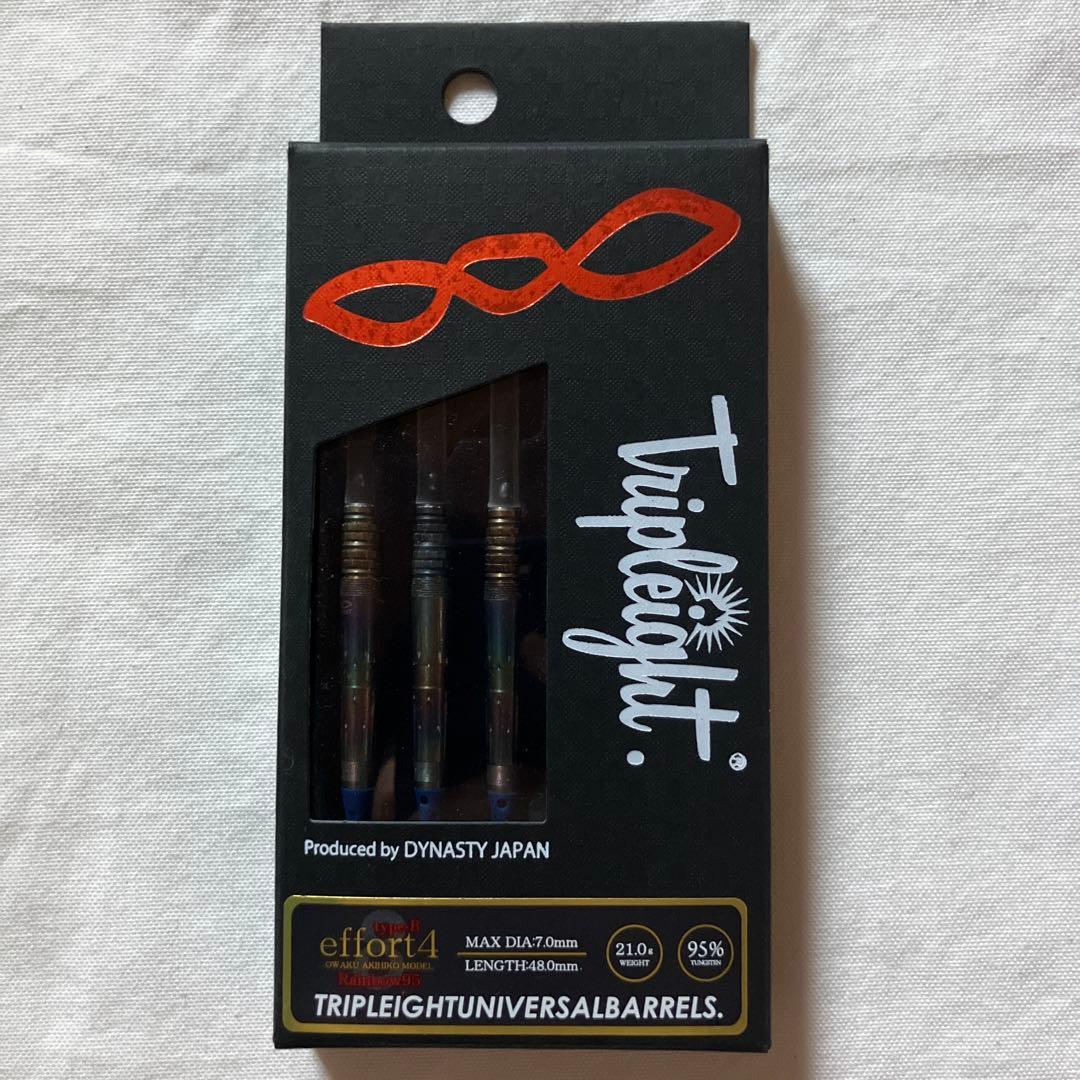 Tripleight.
Produced by DYNASTY JAPAN
type-B
effort4
OWAKU AKIHIKO MODEL
Rainbow95
MAX DIA:7.0mm
LENGTH:48.0mm
21.0g
WEIGHT
95%
TUNGSTEN
TRIPLEIGHTUNIVERSALBARRELS.